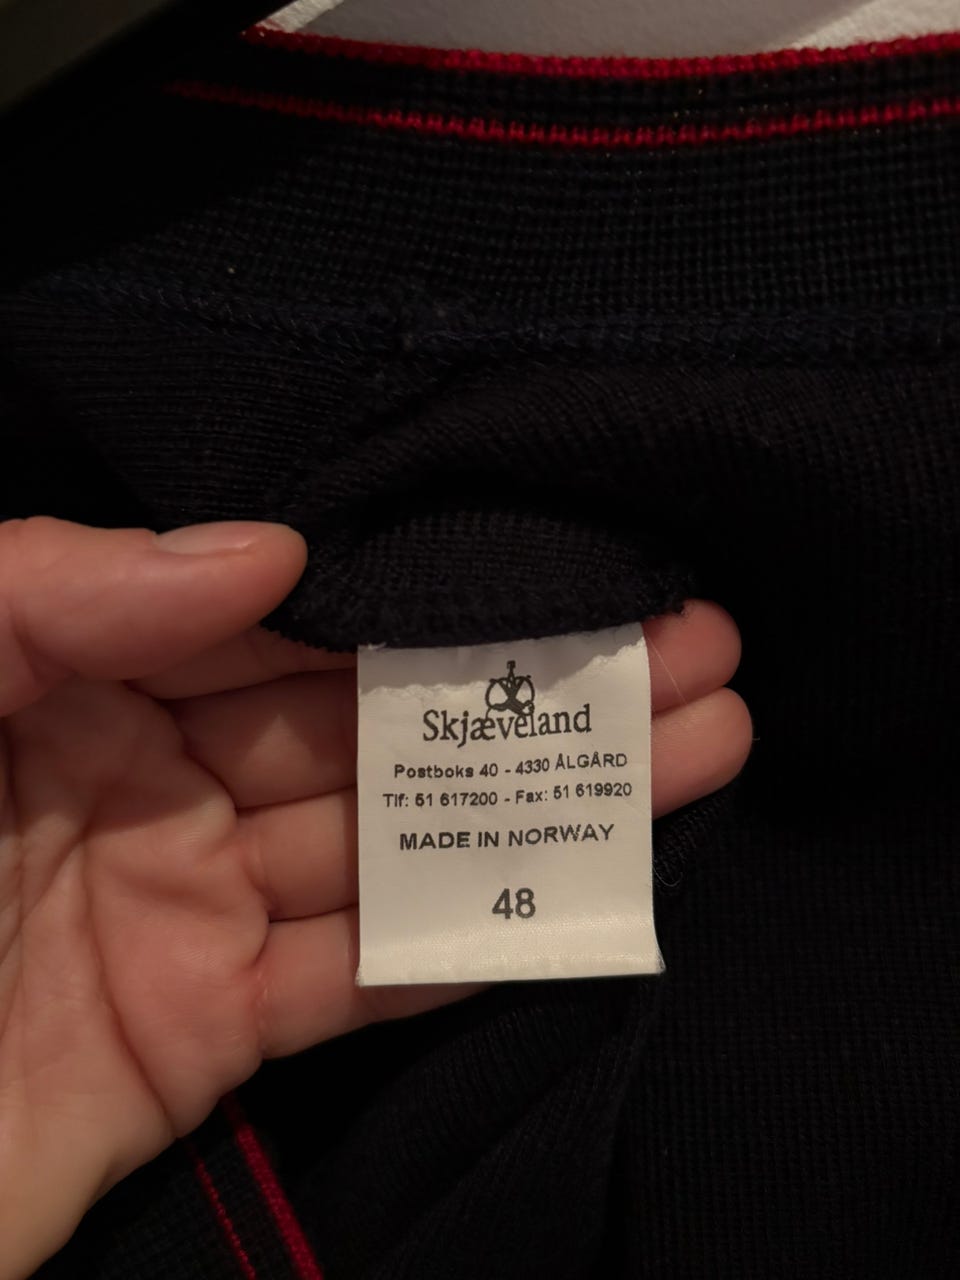 Skjæveland
Postboks 40 - 4330 ÅLGÅRD
Tlf: 51 617200 - Fax: 51 619920
MADE IN NORWAY
48